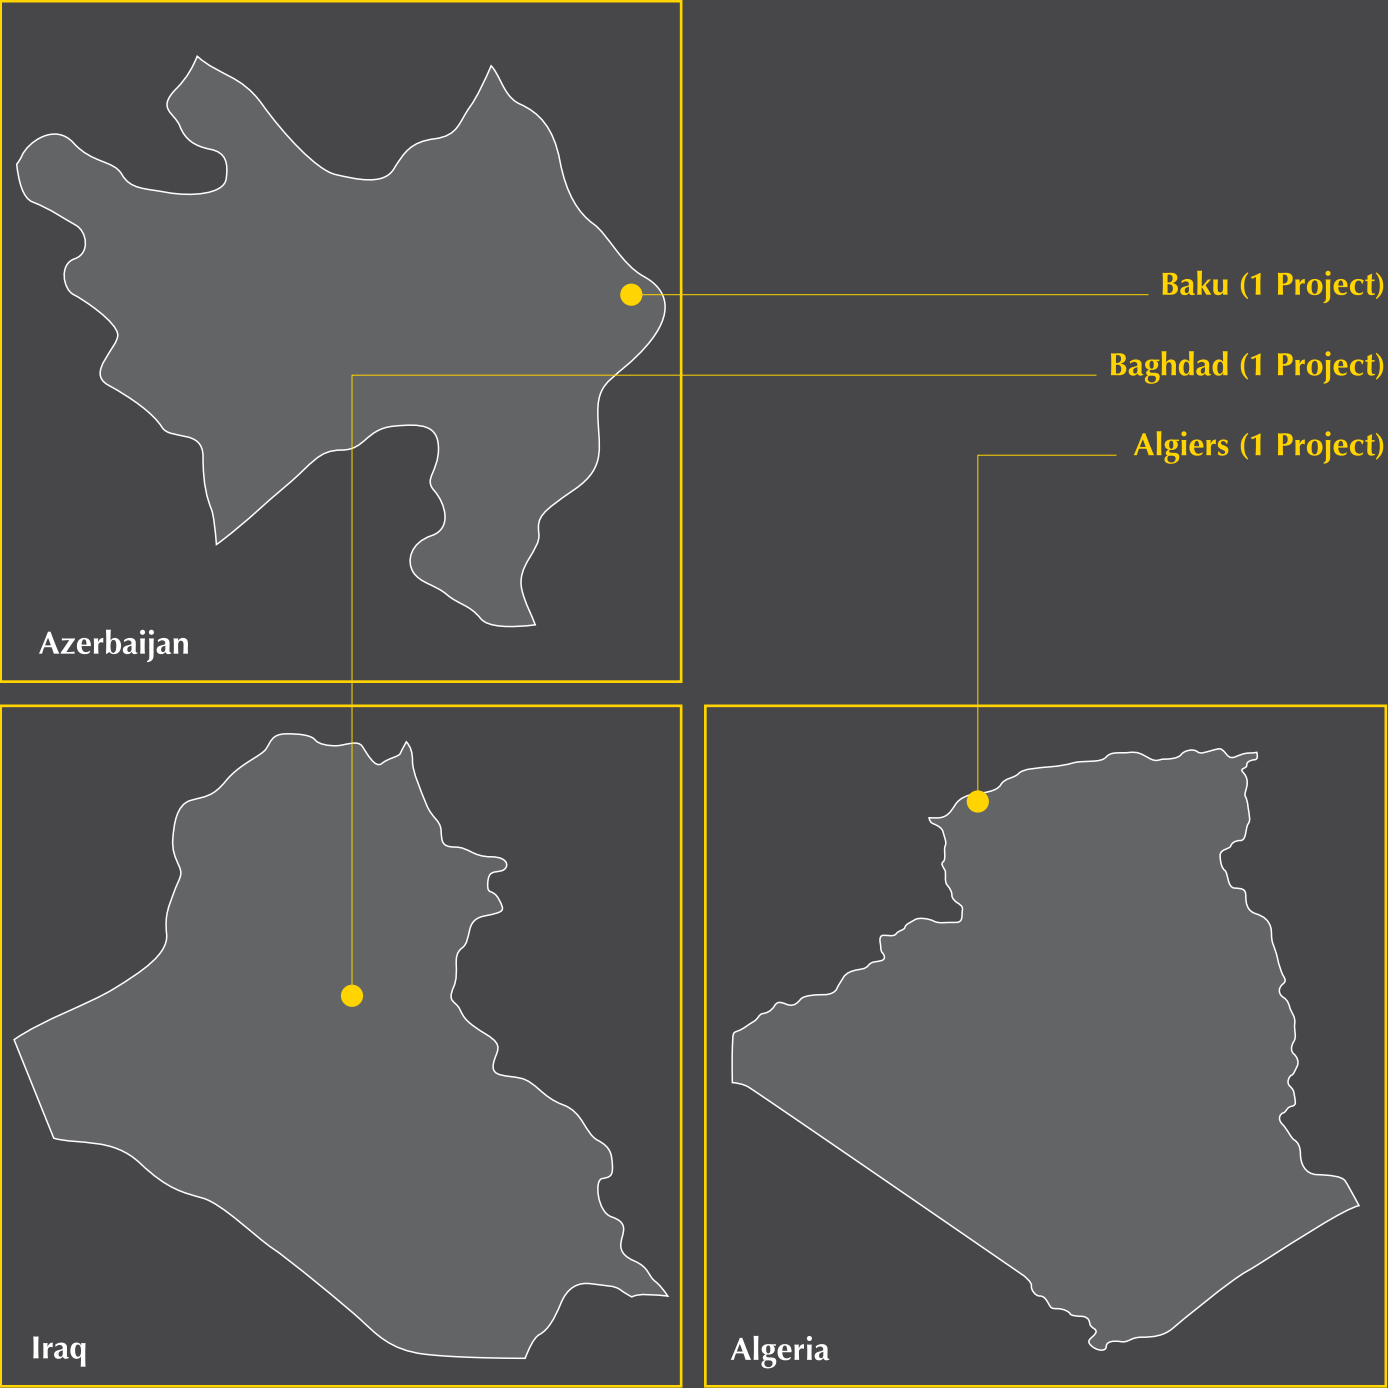 Baku (1 Project)
Baghdad (1 Project)
Algiers (1 Project)
Azerbaijan
Iraq
Algeria